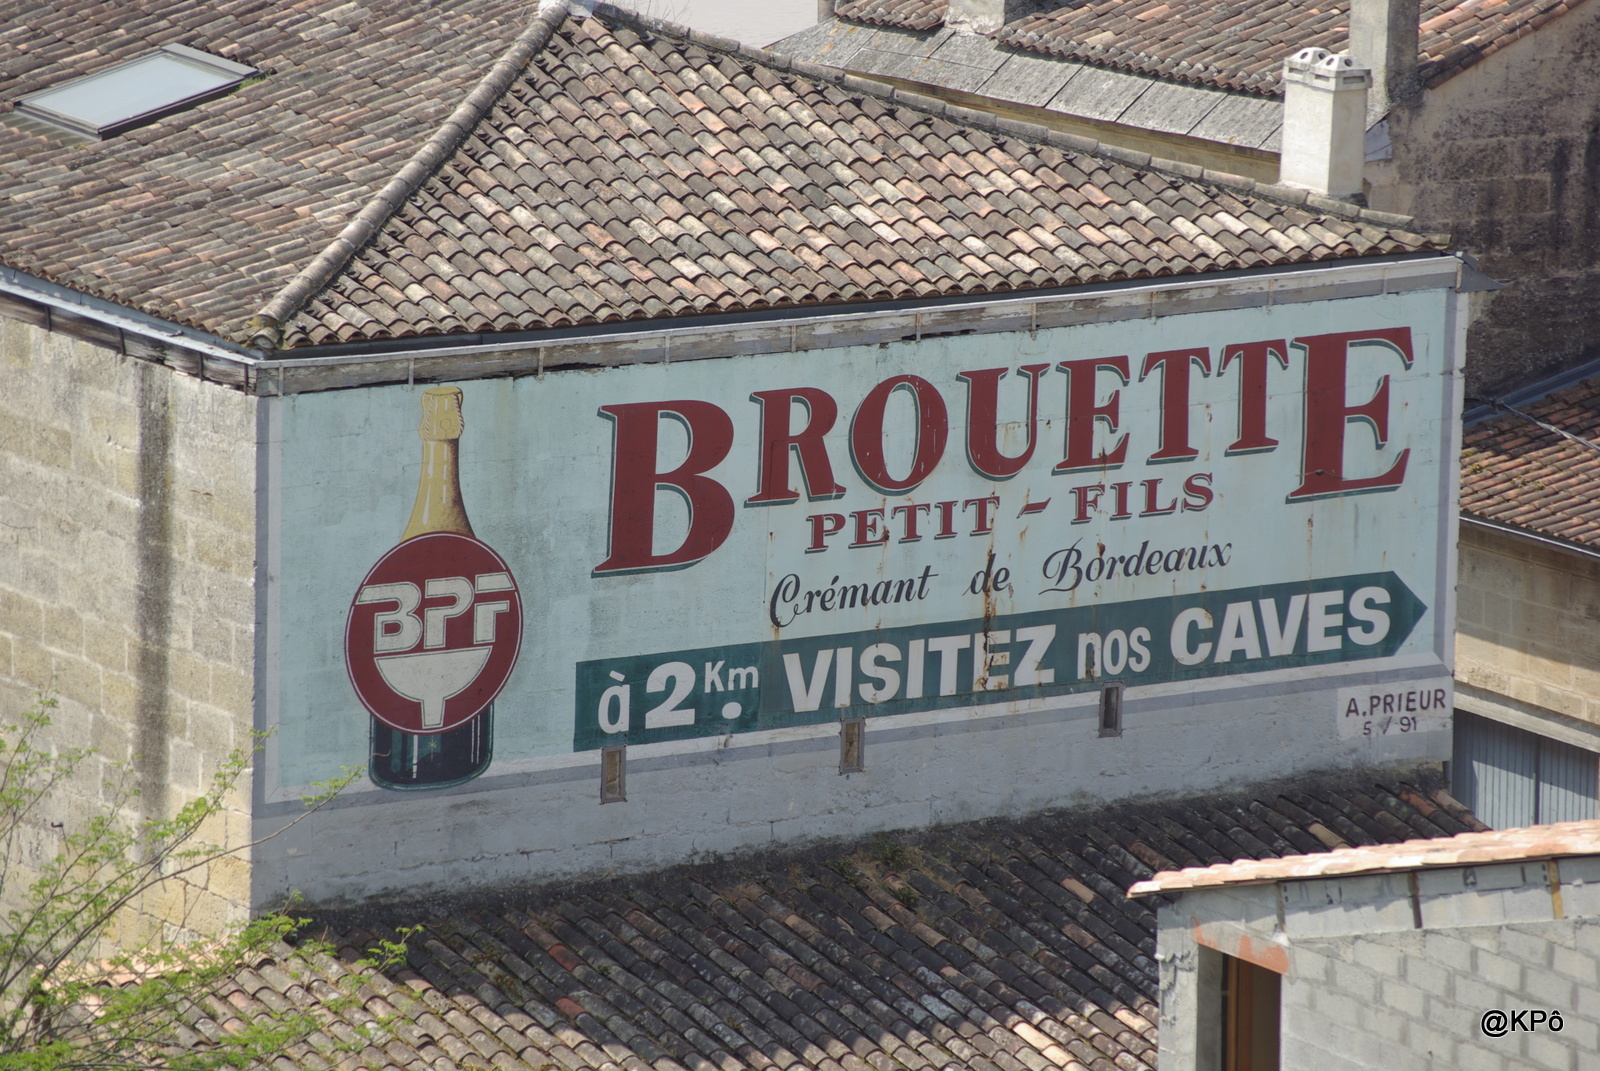 BROUETTE
PETIT - FILS
Crémant de Bordeaux
BPF
à 2. Km VISITEZ nos CAVES
A.PRIEUR
5 / 91
@KPô